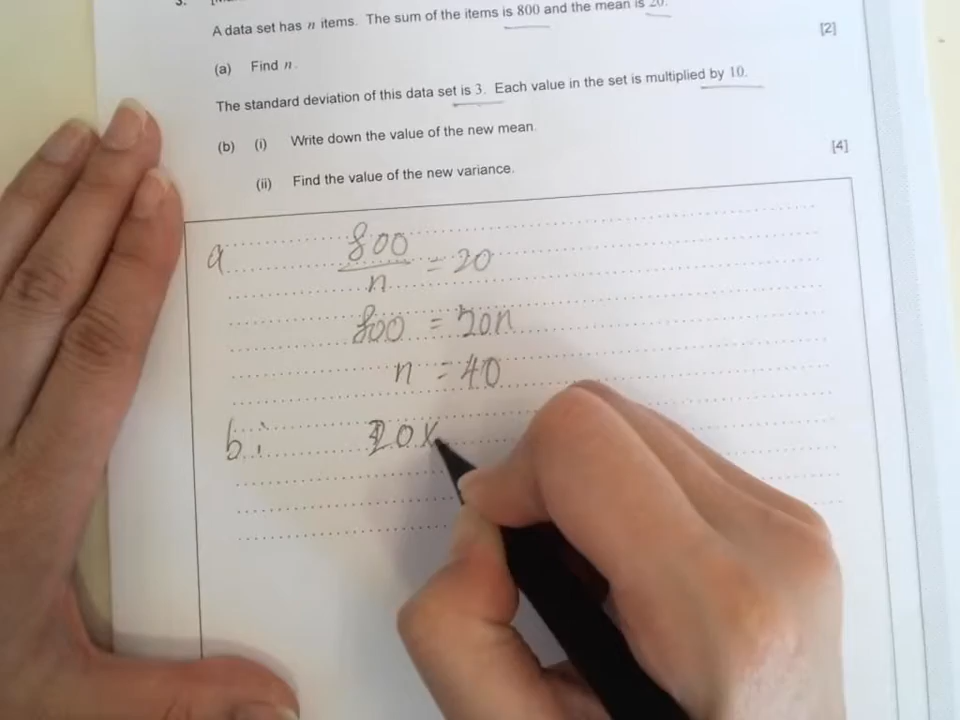 3.
A data set has n items. The sum of the items is 800 and the mean is 20.
[2]
(a) Find n.
The standard deviation of this data set is 3. Each value in the set is multiplied by 10.
(b) (i) Write down the value of the new mean.
[4]
(ii) Find the value of the new variance.
a 800/n = 20
800 = 20n
n = 40
b i 20x